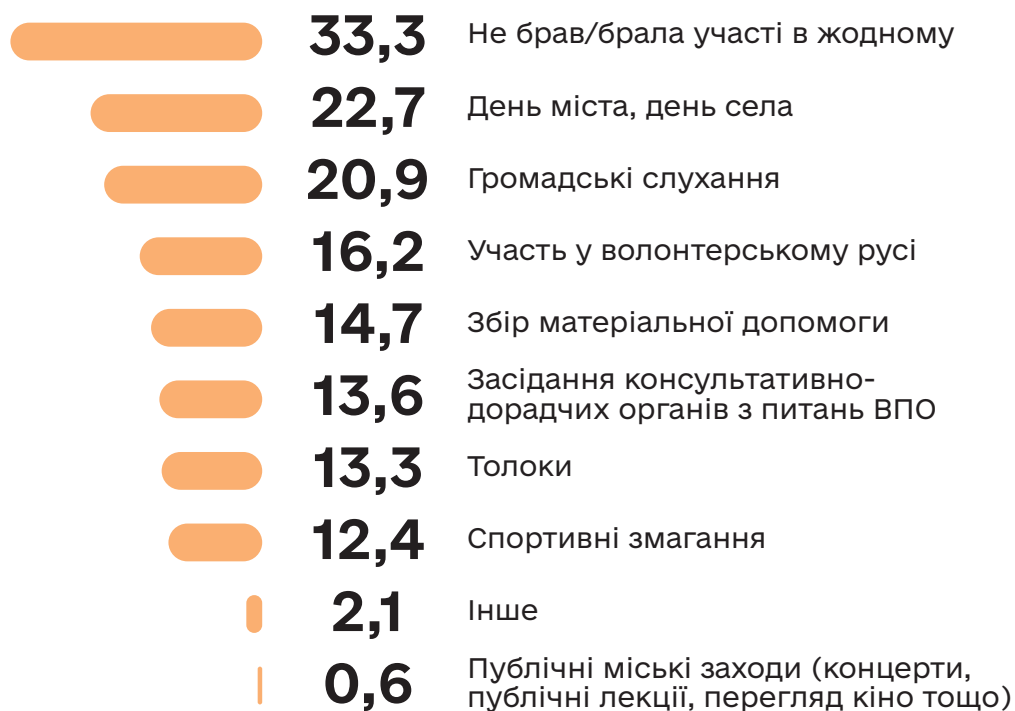 33,3 Не брав/брала участі в жодному
22,7 День міста, день села
20,9 Громадські слухання
16,2 Участь у волонтерському русі
14,7 Збір матеріальної допомоги
13,6 Засідання консультативно-
дорадчих органів з питань ВПО
13,3 Толоки
12,4 Спортивні змагання
2,1 Інше
0,6 Публічні міські заходи (концерти,
публічні лекції, перегляд кіно тощо)